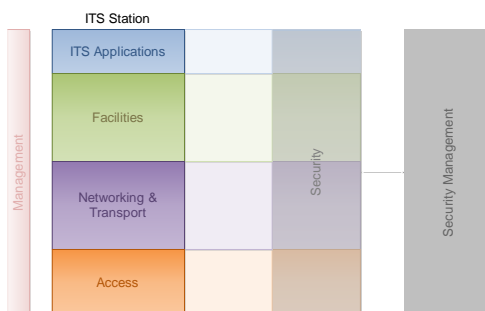 ITS Station
ITS Applications
Facilities
Networking &
Transport
Access
Management
Security
Security Management